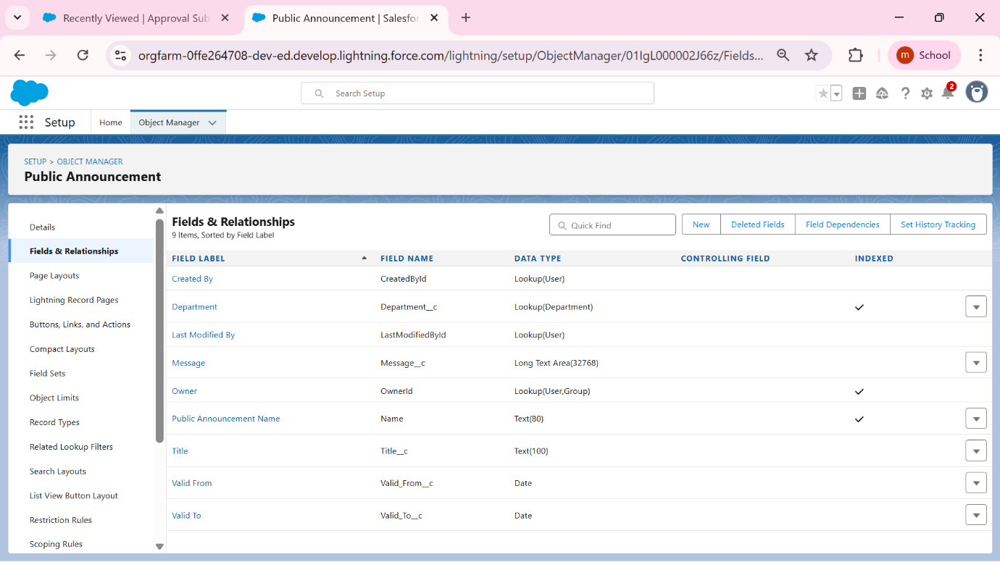 Recently Viewed | Approval Sub
Public Announcement | Salesfor
orgfarm-0ffe264708-dev-ed.develop.lightning.force.com/lightning/setup/ObjectManager/01IgL000002J66z/Fields...
m School
Search Setup
2
Setup Home Object Manager
SETUP > OBJECT MANAGER
Public Announcement
Details
Fields & Relationships
Page Layouts
Lightning Record Pages
Buttons, Links, and Actions
Compact Layouts
Field Sets
Object Limits
Record Types
Related Lookup Filters
Search Layouts
List View Button Layout
Restriction Rules
Scoping Rules
Fields & Relationships
9 Items, Sorted by Field Label
Quick Find New Deleted Fields Field Dependencies Set History Tracking
FIELD LABEL FIELD NAME DATA TYPE CONTROLLING FIELD INDEXED
Created By CreatedById Lookup(User)
Department Department__c Lookup(Department)
Last Modified By LastModifiedById Lookup(User)
Message Message__c Long Text Area(32768)
Owner OwnerId Lookup(User,Group)
Public Announcement Name Name Text(80)
Title Title__c Text(100)
Valid From Valid_From__c Date
Valid To Valid_To__c Date